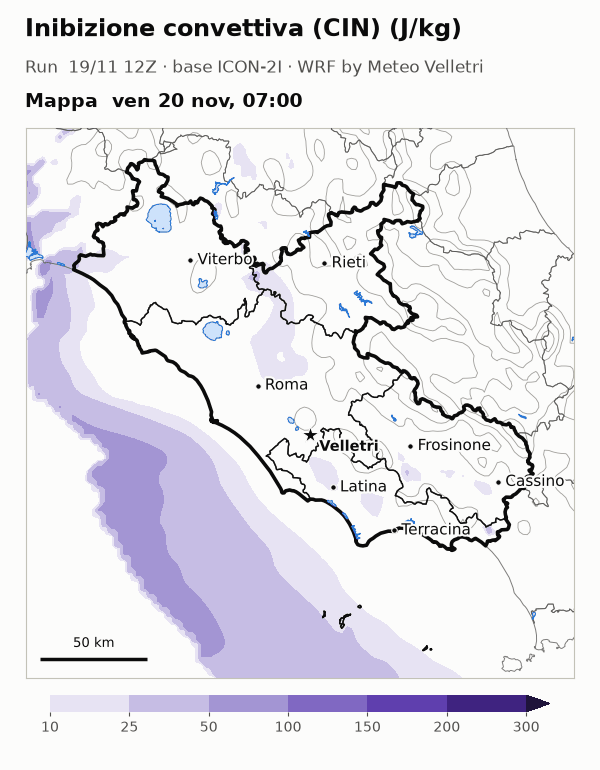 Inibizione convettiva (CIN) (J/kg)
Run  19/11 12Z · base ICON-2I · WRF by Meteo Velletri
Mappa  ven 20 nov, 07:00
Viterbo
Rieti
Roma
Velletri
Frosinone
Cassino
Latina
Terracina
50 km
10 25 50 100 150 200 300